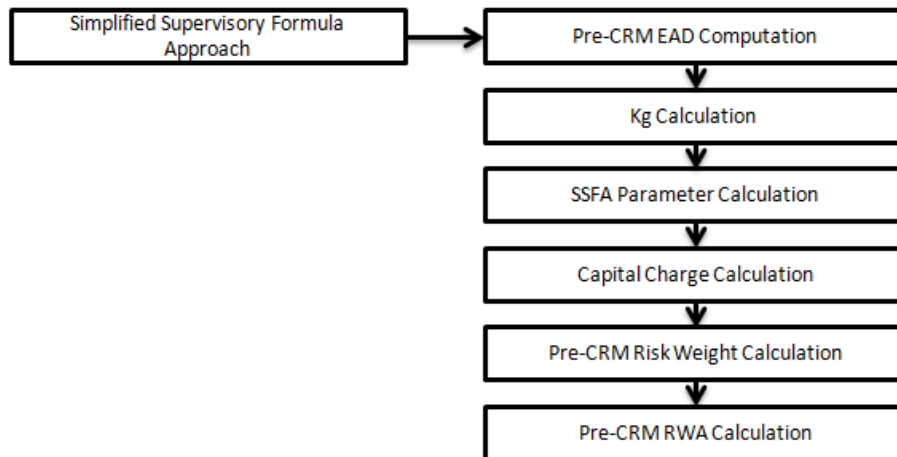 Simplified Supervisory Formula
Approach
Pre-CRM EAD Computation
Kg Calculation
SSFA Parameter Calculation
Capital Charge Calculation
Pre-CRM Risk Weight Calculation
Pre-CRM RWA Calculation